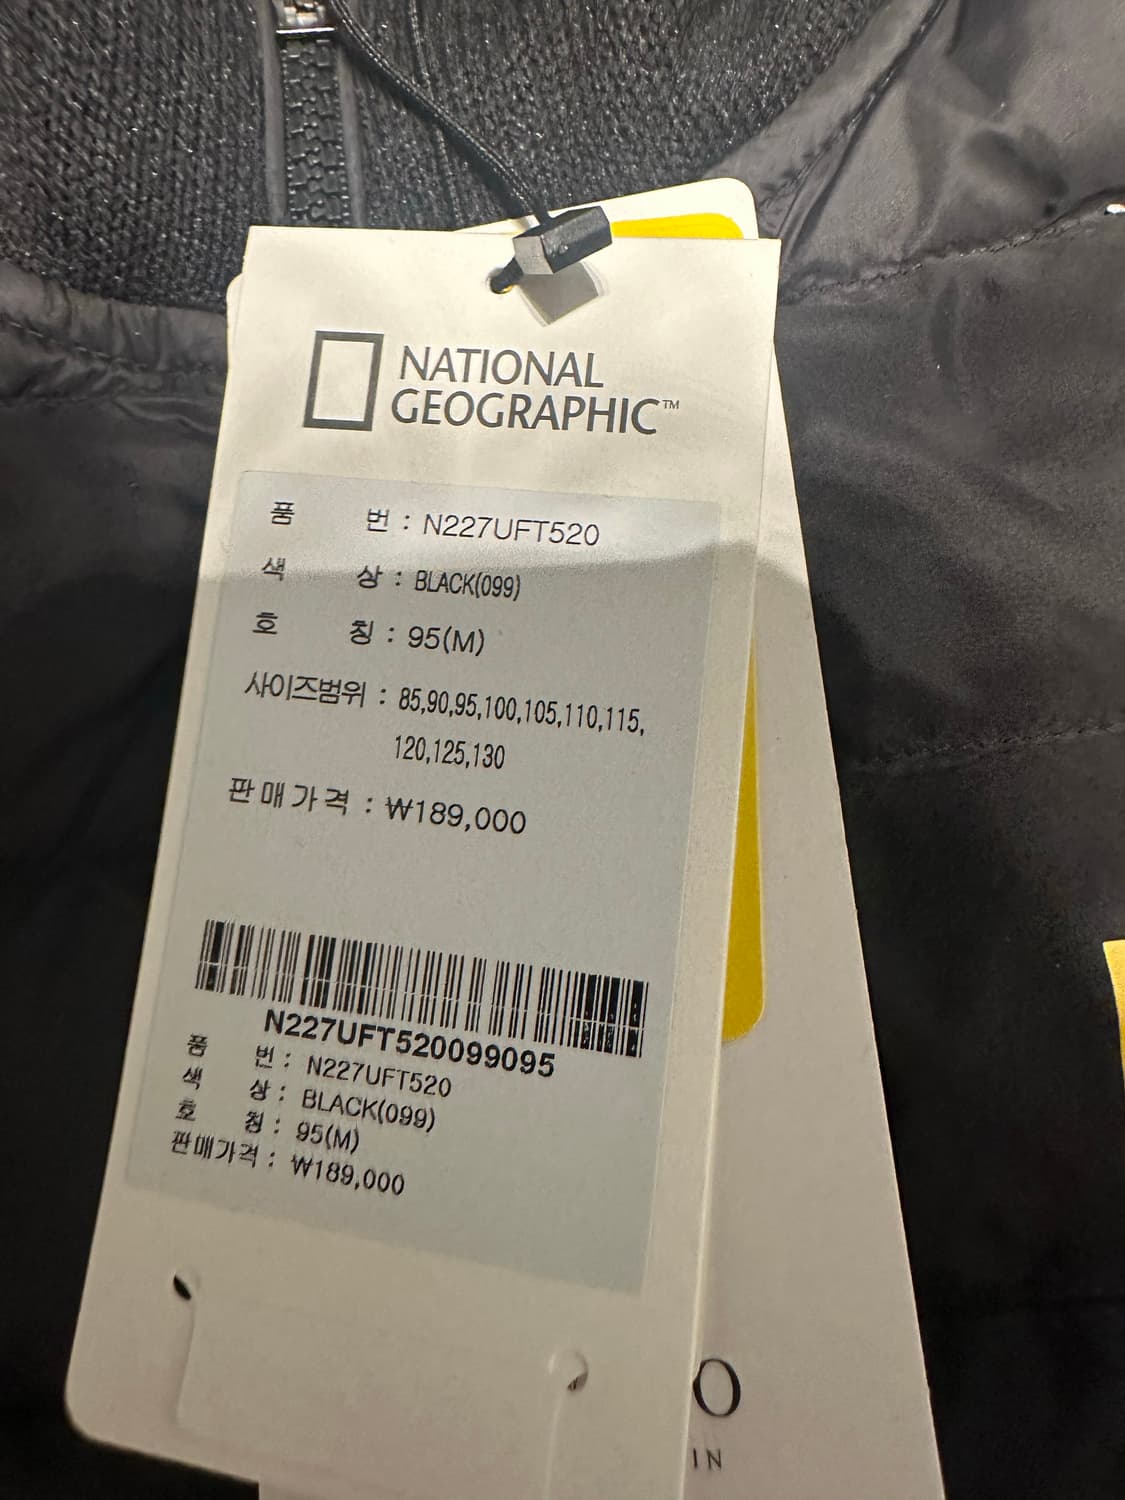 NATIONAL
GEOGRAPHIC™
품 번 : N227UFT520
색 상 : BLACK(099)
호 칭 : 95(M)
사이즈범위 : 85,90,95,100,105,110,115,
120,125,130
판매가격 : ₩189,000
N227UFT520099095
품 번 : N227UFT520
색 상 : BLACK(099)
호 칭 : 95(M)
판매가격 : ₩189,000